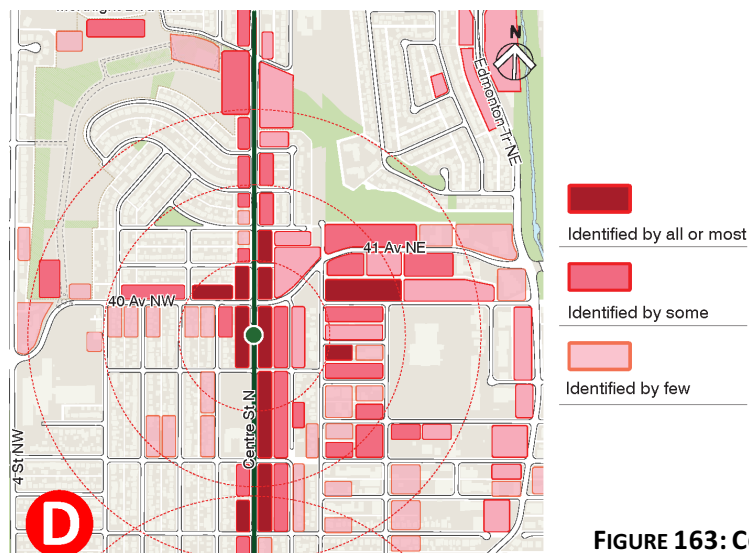 N
Edmonton Tr NE
41 Av NE
40 Av NW
Centre St N
4 St NW
D
Identified by all or most
Identified by some
Identified by few
FIGURE 163: